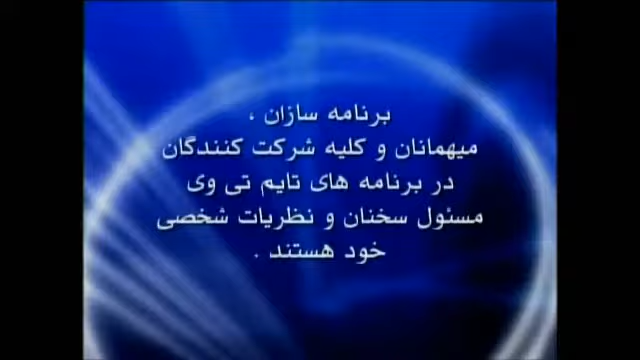 برنامه سازان ،
میهمانان و کلیه شرکت کنندگان
در برنامه های تایم تی وی
مسئول سخنان و نظریات شخصی
خود هستند .